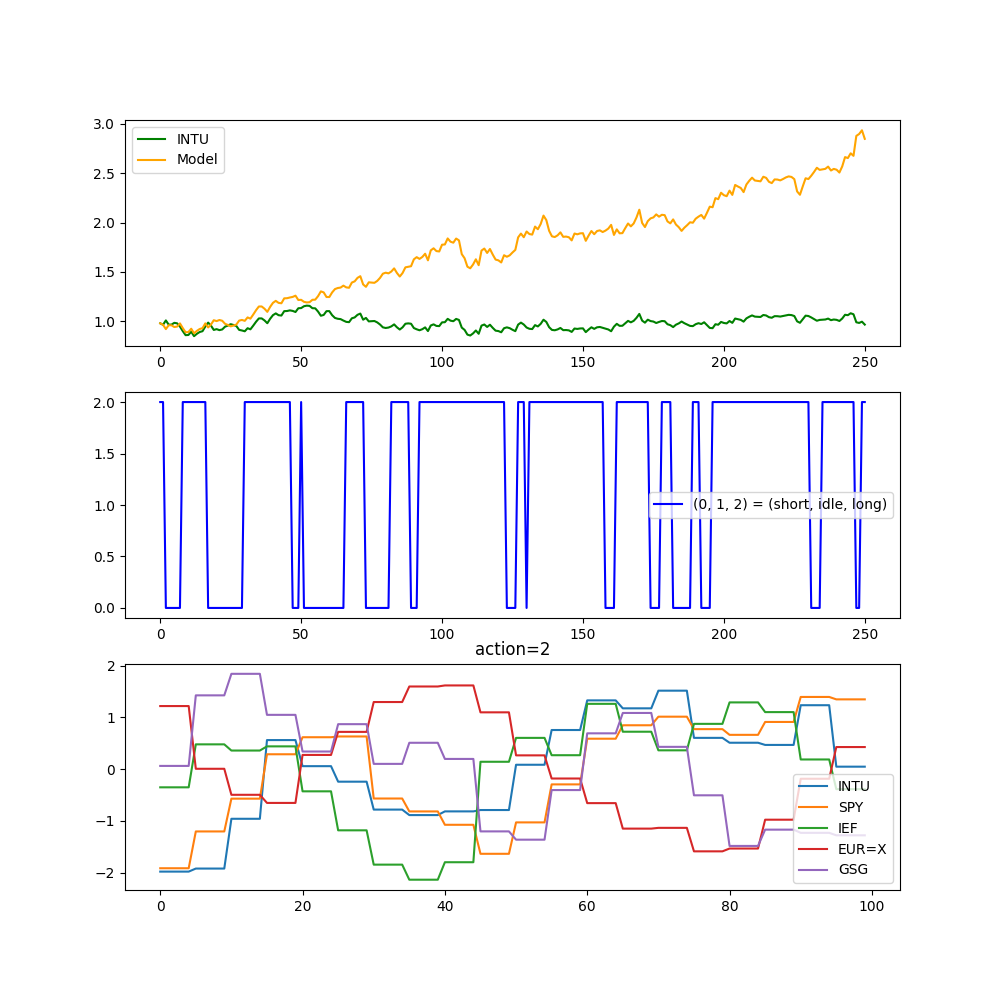 3.0
2.5
2.0
1.5
1.0
INTU
Model
0 50 100 150 200 250
2.0
1.5
1.0
0.5
0.0
(0, 1, 2) = (short, idle, long)
0 50 100 150 200 250
action=2
2
1
0
−1
−2
INTU
SPY
IEF
EUR=X
GSG
0 20 40 60 80 100